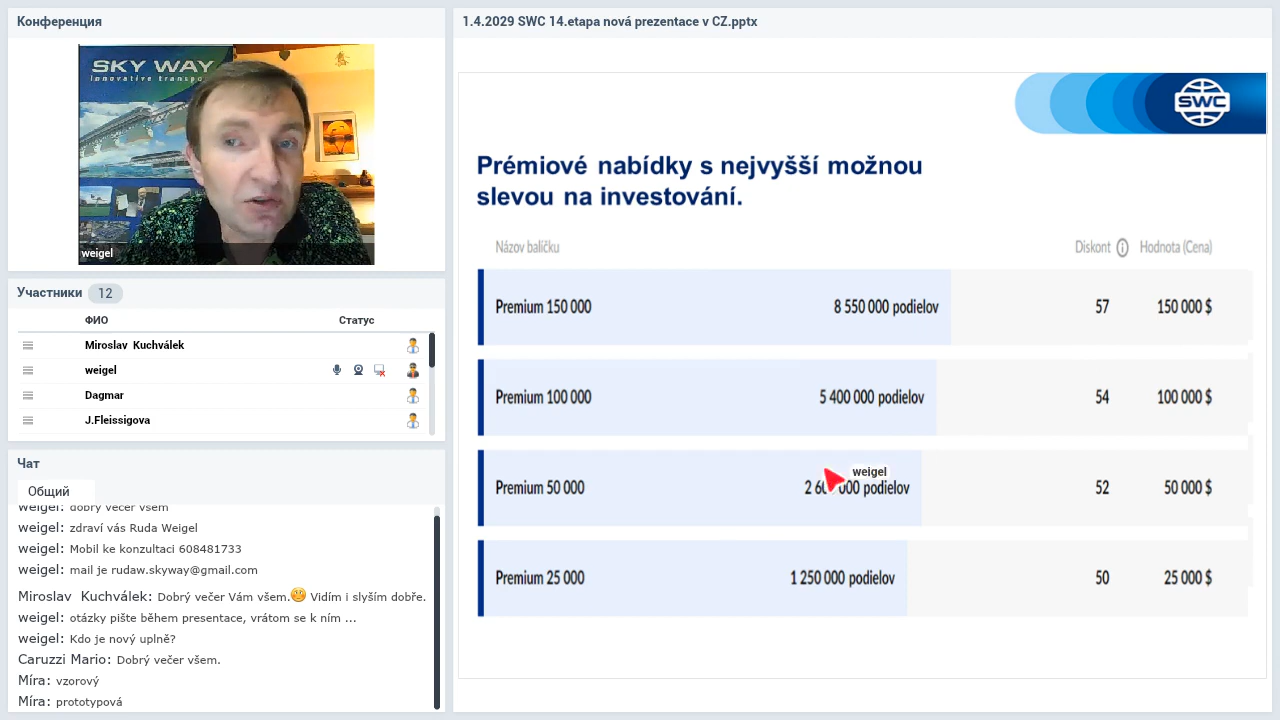 Конференция
SKY WAY
Innovative transpo
weigel
Участники 12
ФИО Статус
Miroslav Kuchválek
weigel
Dagmar
J.Fleissigova
Чат
Общий
weigel: dobrý večer všem
weigel: zdraví vás Ruda Weigel
weigel: Mobil ke konzultaci 608481733
weigel: mail je rudaw.skyway@gmail.com
Miroslav Kuchválek: Dobrý večer Vám všem. Vidím i slyším dobře.
weigel: otázky pište během presentace, vrátom se k ním ...
weigel: Kdo je nový uplně?
Caruzzi Mario: Dobrý večer všem.
Míra: vzorový
Míra: prototypová
1.4.2029 SWC 14.etapa nová prezentace v CZ.pptx
SWC
Prémiové nabídky s nejvyšší možnou
slevou na investování.
Názov balíčku Diskont i Hodnota (Cena)
Premium 150 000 8 550 000 podielov 57 150 000 $
Premium 100 000 5 400 000 podielov 54 100 000 $
weigel
Premium 50 000 000 podielov 52 50 000 $
Premium 25 000 1 250 000 podielov 50 25 000 $